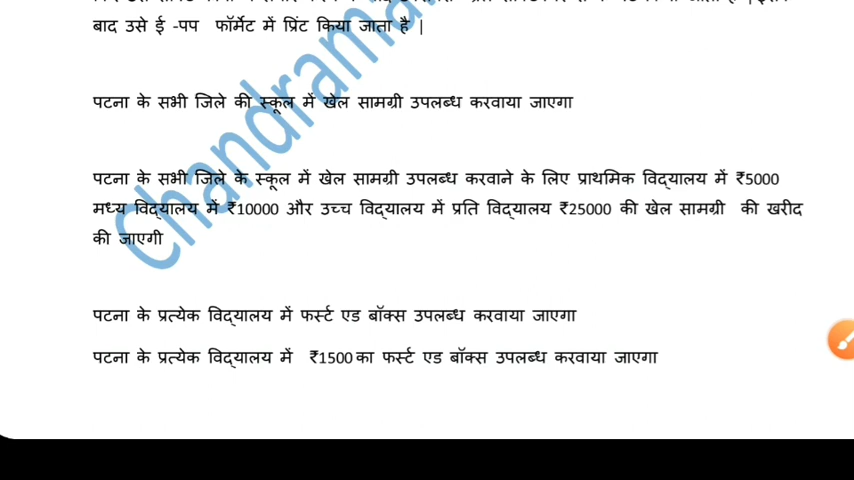 बाद उसे ई -पप फॉर्मेट में प्रिंट किया जाता है |
पटना के सभी जिले की स्कूल में खेल सामग्री उपलब्ध करवाया जाएगा
पटना के सभी जिले के स्कूल में खेल सामग्री उपलब्ध करवाने के लिए प्राथमिक विद्यालय में ₹5000
मध्य विद्यालय में ₹10000 और उच्च विद्यालय में प्रति विद्यालय ₹25000 की खेल सामग्री की खरीद
की जाएगी
पटना के प्रत्येक विद्यालय में फर्स्ट एड बॉक्स उपलब्ध करवाया जाएगा
पटना के प्रत्येक विद्यालय में ₹1500 का फर्स्ट एड बॉक्स उपलब्ध करवाया जाएगा
Chandrama